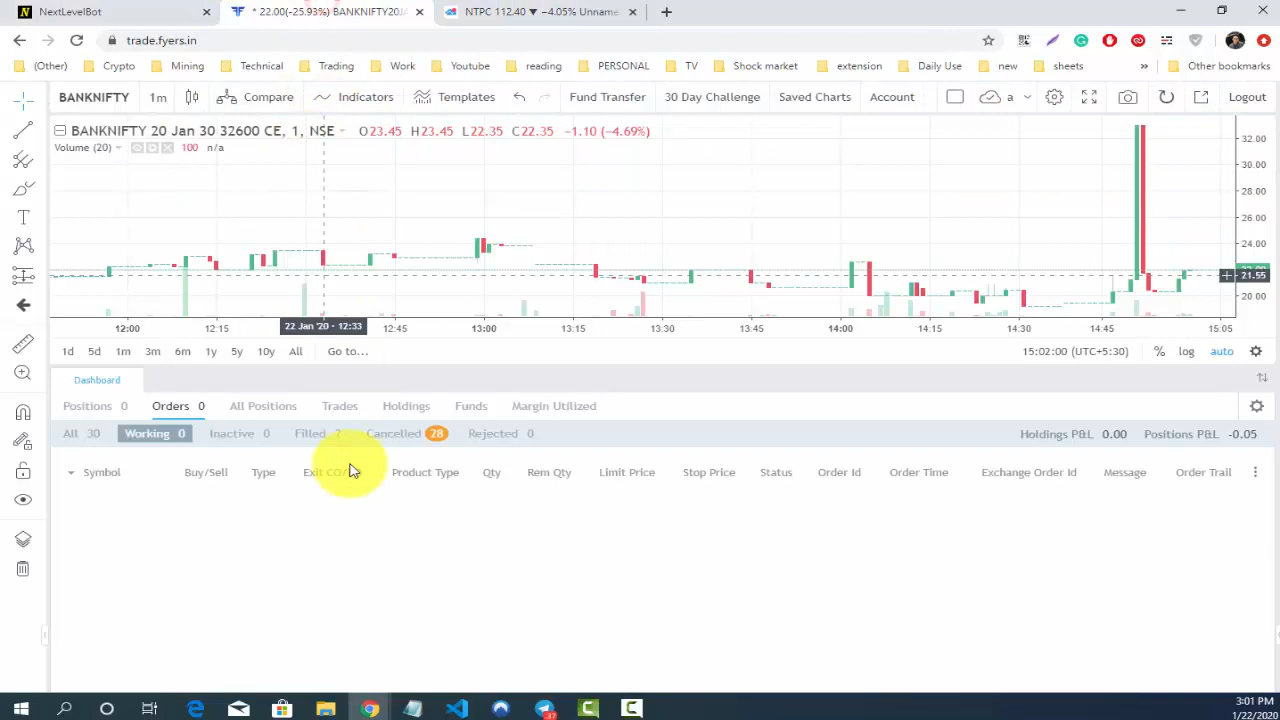 NextLevelBot
* 22.00(-25.93%) BANKNIFTY20JA
NTPC 112.40 ▼ −4.05% Unname
trade.fyers.in
(Other) Crypto Mining Technical Trading Work Youtube reading PERSONAL TV Shock market extension Daily Use new sheets » Other bookmarks
BANKNIFTY 1m Compare Indicators Templates Fund Transfer 30 Day Challenge Saved Charts Account a Logout
BANKNIFTY 20 Jan 30 32600 CE, 1, NSE O23.45 H23.45 L22.35 C22.35 −1.10 (−4.69%)
Volume (20) 100 n/a
32.00
30.00
28.00
26.00
24.00
21.55
20.00
12:00 12:15 22 Jan '20 - 12:33 12:45 13:00 13:15 13:30 13:45 14:00 14:15 14:30 14:45 15:05
1d 5d 1m 3m 6m 1y 5y 10y All Go to... 15:02:00 (UTC+5:30) % log auto
Dashboard
Positions 0 Orders 0 All Positions Trades Holdings Funds Margin Utilized
All 30 Working 0 Inactive 0 Filled Cancelled 28 Rejected 0 Holdings P&L 0.00 Positions P&L -0.05
Symbol Buy/Sell Type Exit Product Type Qty Rem Qty Limit Price Stop Price Status Order Id Order Time Exchange Order Id Message Order Trail
37
3:01 PM
1/22/2020